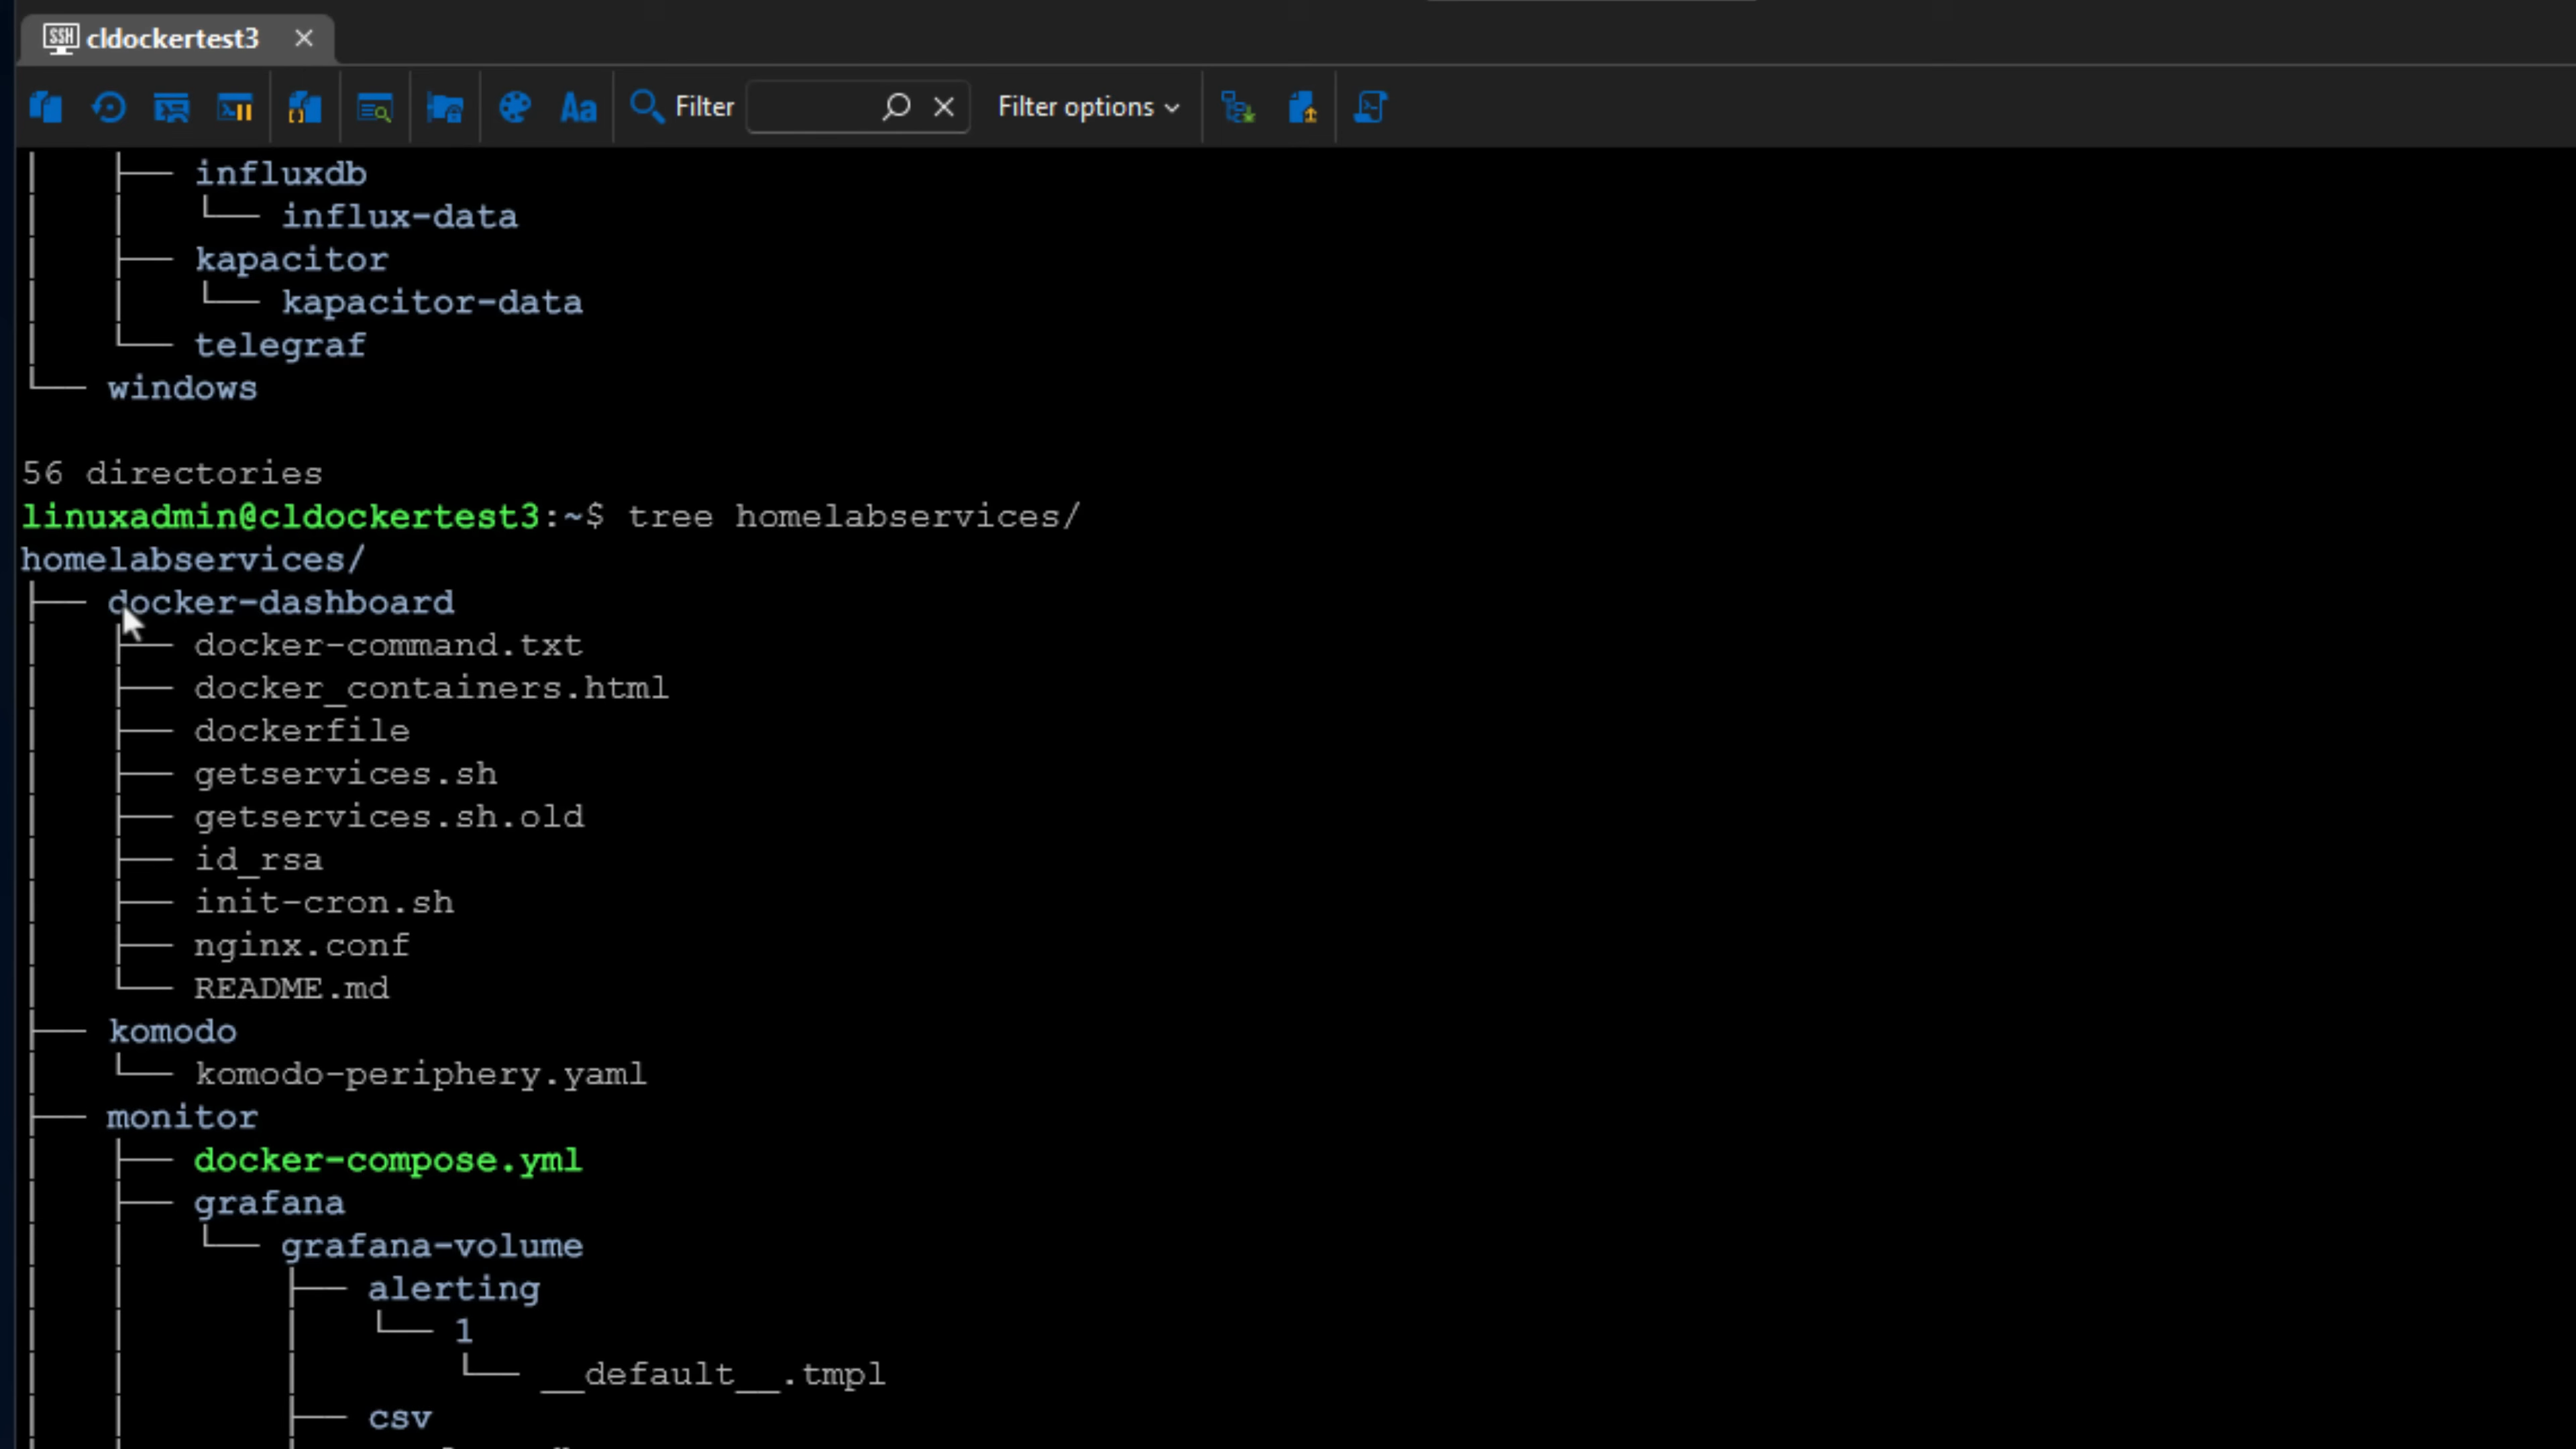 SSH cldockertest3
Aa Filter Filter options
├── influxdb
│   └── influx-data
├── kapacitor
│   └── kapacitor-data
└── telegraf
└── windows
56 directories
linuxadmin@cldockertest3:~$ tree homelabservices/
homelabservices/
├── docker-dashboard
│   ├── docker-command.txt
│   ├── docker_containers.html
│   ├── dockerfile
│   ├── getservices.sh
│   ├── getservices.sh.old
│   ├── id_rsa
│   ├── init-cron.sh
│   ├── nginx.conf
│   └── README.md
├── komodo
│   └── komodo-periphery.yaml
├── monitor
│   ├── docker-compose.yml
│   ├── grafana
│   │   └── grafana-volume
│   │       ├── alerting
│   │       │   └── 1
│   │       │       └── __default__.tmpl
│   │       ├── csv